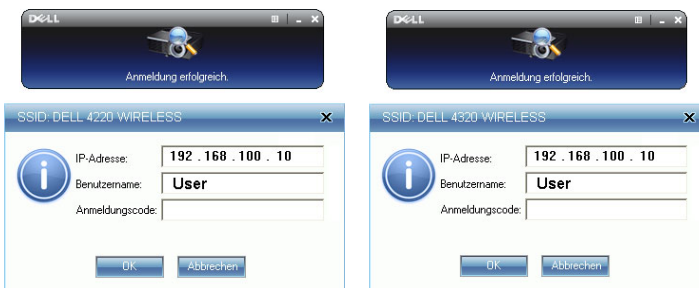 DELL
Anmeldung erfolgreich.
SSID: DELL 4220 WIRELESS
IP-Adresse: 192 . 168 . 100 . 10
Benutzername: User
Anmeldungscode:
OK Abbrechen
DELL
Anmeldung erfolgreich.
SSID: DELL 4320 WIRELESS
IP-Adresse: 192 . 168 . 100 . 10
Benutzername: User
Anmeldungscode:
OK Abbrechen